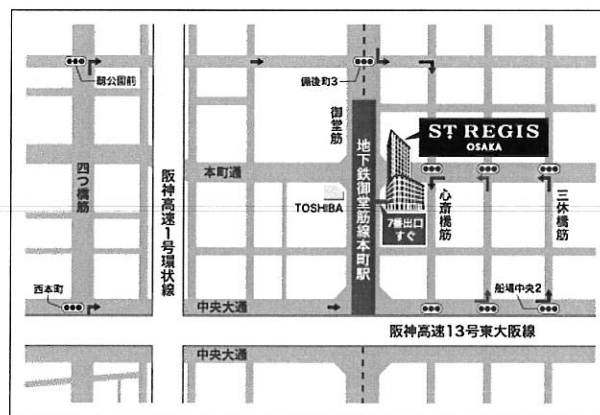 靱公園前
備後町3
御堂筋
ST REGIS
OSAKA
四つ橋筋
阪神高速1号環状線
本町通
地下鉄御堂筋線本町駅
TOSHIBA
7番出口
すぐ
心斎橋筋
三休橋筋
西本町
中央大通
船場中央2
阪神高速13号東大阪線
中央大通